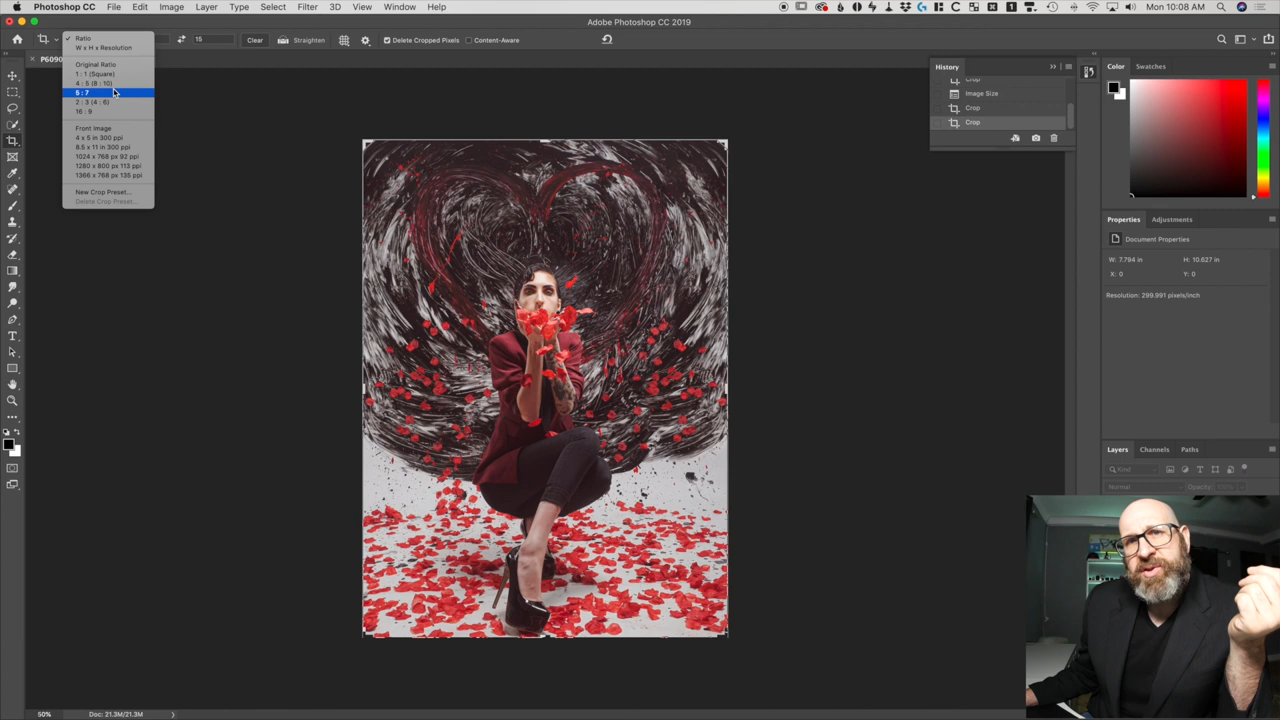 Photoshop CC File Edit Image Layer Type Select Filter 3D View Window Help Mon 10:08 AM
Adobe Photoshop CC 2019
15 Clear Straighten Delete Cropped Pixels Content-Aware
Ratio
W x H x Resolution
Original Ratio
1 : 1 (Square)
4 : 5 (8 : 10)
5 : 7
2 : 3 (4 : 6)
16 : 9
Front Image
4 x 5 in 300 ppi
8.5 x 11 in 300 ppi
1024 x 768 px 92 ppi
1280 x 800 px 113 ppi
1366 x 768 px 135 ppi
New Crop Preset...
Delete Crop Preset...
× P6090
History
Crop
Image Size
Crop
Crop
Color Swatches
Properties Adjustments
Document Properties
W: 7.794 in H: 10.627 in
X: 0 Y: 0
Resolution: 299.991 pixels/inch
Layers Channels Paths
Kind
Normal Opacity:
50% Doc: 21.3M/21.3M